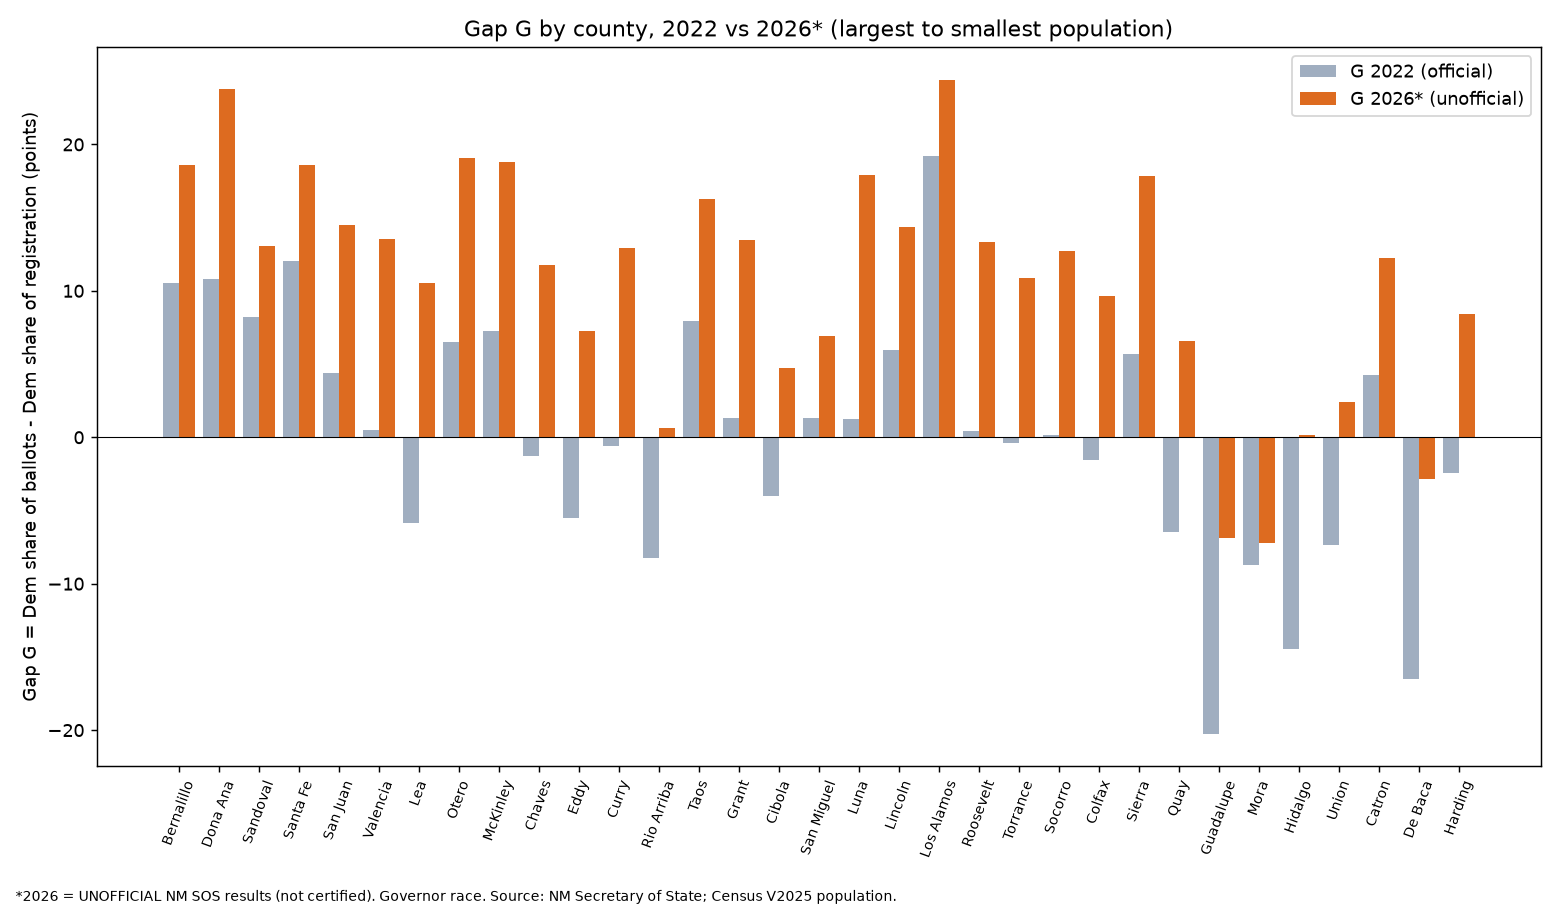 Gap G by county, 2022 vs 2026* (largest to smallest population)
G 2022 (official)
G 2026* (unofficial)
Gap G = Dem share of ballots - Dem share of registration (points)
20
10
0
−10
−20
Bernalillo
Dona Ana
Sandoval
Santa Fe
San Juan
Valencia
Lea
Otero
McKinley
Chaves
Eddy
Curry
Rio Arriba
Taos
Grant
Cibola
San Miguel
Luna
Lincoln
Los Alamos
Roosevelt
Torrance
Socorro
Colfax
Sierra
Quay
Guadalupe
Mora
Hidalgo
Union
Catron
De Baca
Harding
*2026 = UNOFFICIAL NM SOS results (not certified). Governor race. Source: NM Secretary of State; Census V2025 population.